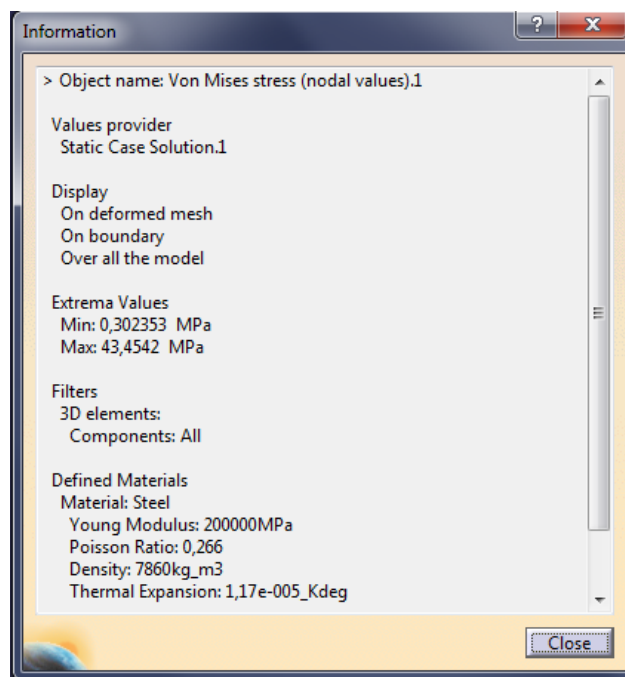 Information
?
X
> Object name: Von Mises stress (nodal values).1
Values provider
Static Case Solution.1
Display
On deformed mesh
On boundary
Over all the model
Extrema Values
Min: 0,302353 MPa
Max: 43,4542 MPa
Filters
3D elements:
Components: All
Defined Materials
Material: Steel
Young Modulus: 200000MPa
Poisson Ratio: 0,266
Density: 7860kg_m3
Thermal Expansion: 1,17e-005_Kdeg
Close